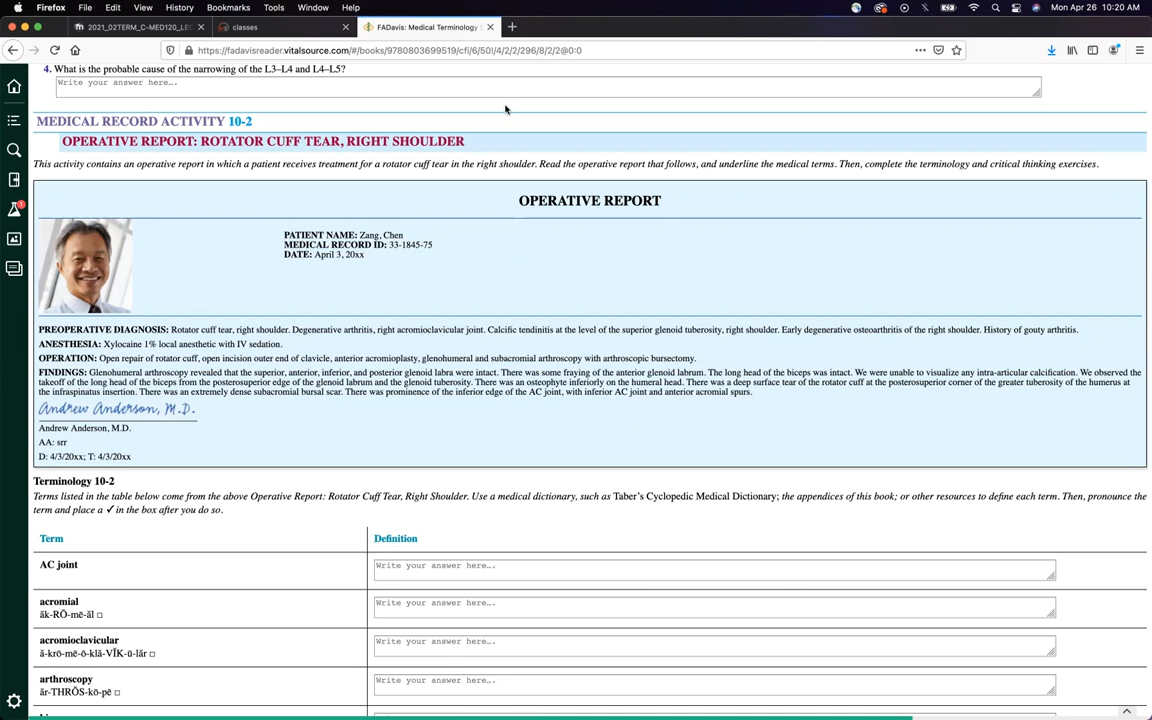 Firefox File Edit View History Bookmarks Tools Window Help Mon Apr 26 10:20 AM
2021_02TERM_C-MED120_LEC classes FADavis: Medical Terminology
https://fadavisreader.vitalsource.com/#/books/9780803699519/cfi/6/50!/4/2/2/296/8/2/2@0:0
4. What is the probable cause of the narrowing of the L3–L4 and L4–L5?
Write your answer here….
MEDICAL RECORD ACTIVITY 10-2
OPERATIVE REPORT: ROTATOR CUFF TEAR, RIGHT SHOULDER
This activity contains an operative report in which a patient receives treatment for a rotator cuff tear in the right shoulder. Read the operative report that follows, and underline the medical terms. Then, complete the terminology and critical thinking exercises.
OPERATIVE REPORT
PATIENT NAME: Zang, Chen
MEDICAL RECORD ID: 33-1845-75
DATE: April 3, 20xx
PREOPERATIVE DIAGNOSIS: Rotator cuff tear, right shoulder. Degenerative arthritis, right acromioclavicular joint. Calcific tendinitis at the level of the superior glenoid tuberosity, right shoulder. Early degenerative osteoarthritis of the right shoulder. History of gouty arthritis.
ANESTHESIA: Xylocaine 1% local anesthetic with IV sedation.
OPERATION: Open repair of rotator cuff, open incision outer end of clavicle, anterior acromioplasty, glenohumeral and subacromial arthroscopy with arthroscopic bursectomy.
FINDINGS: Glenohumeral arthroscopy revealed that the superior, anterior, inferior, and posterior glenoid labra were intact. There was some fraying of the anterior glenoid labrum. The long head of the biceps was intact. We were unable to visualize any intra-articular calcification. We observed the
takeoff of the long head of the biceps from the posterosuperior edge of the glenoid labrum and the glenoid tuberosity. There was an osteophyte inferiorly on the humeral head. There was a deep surface tear of the rotator cuff at the posterosuperior corner of the greater tuberosity of the humerus at
the infraspinatus insertion. There was an extremely dense subacromial bursal scar. There was prominence of the inferior edge of the AC joint, with inferior AC joint and anterior acromial spurs.
Andrew Anderson, M.D.
Andrew Anderson, M.D.
AA: srr
D: 4/3/20xx; T: 4/3/20xx
Terminology 10-2
Terms listed in the table below come from the above Operative Report: Rotator Cuff Tear, Right Shoulder. Use a medical dictionary, such as Taber's Cyclopedic Medical Dictionary; the appendices of this book; or other resources to define each term. Then, pronounce the
term and place a ✓ in the box after you do so.
Term Definition
AC joint Write your answer here….
acromial Write your answer here….
ăk-RŌ-mē-ăl □
acromioclavicular Write your answer here….
ă-krō-mē-ō-klă-VĬK-ū-lăr □
arthroscopy Write your answer here….
ăr-THRŎS-kō-pē □